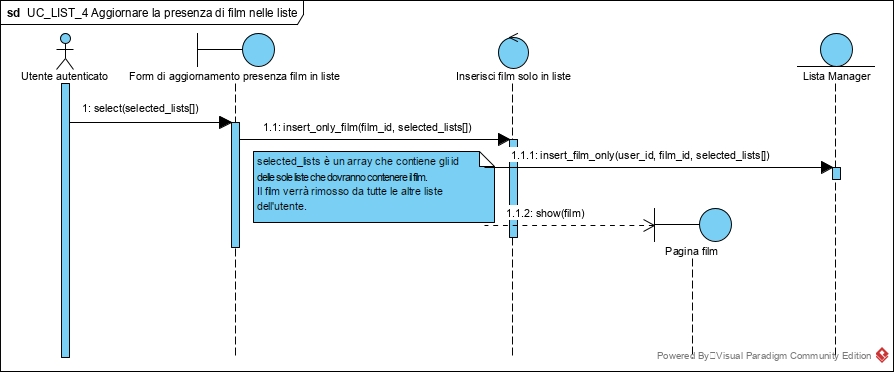 sd UC_LIST_4 Aggiornare la presenza di film nelle liste
Utente autenticato
Form di aggiornamento presenza film in liste
Inserisci film solo in liste
Lista Manager
1: select(selected_lists[])
1.1: insert_only_film(film_id, selected_lists[])
selected_lists è un array che contiene gli id
delle sole liste che dovranno contenere il film.
Il film verrà rimosso da tutte le altre liste
dell'utente.
1.1.1: insert_film_only(user_id, film_id, selected_lists[])
1.1.2: show(film)
Pagina film
Powered By Visual Paradigm Community Edition